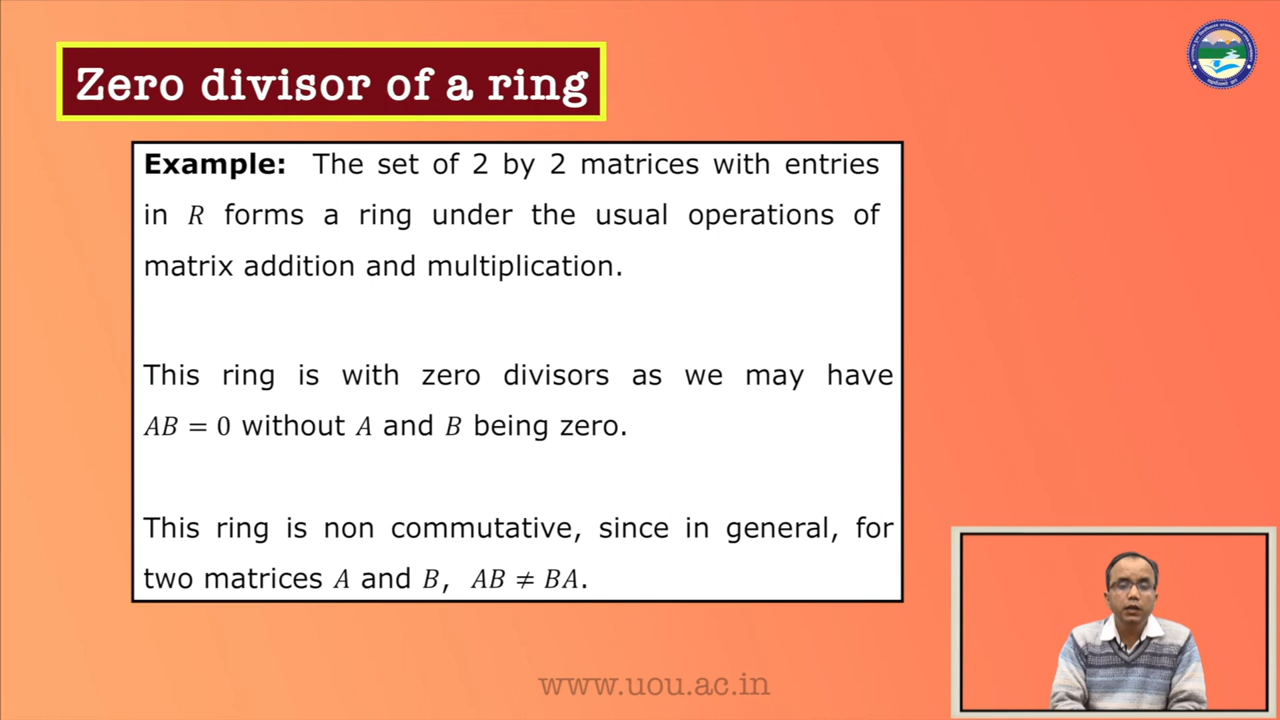 Zero divisor of a ring
Example: The set of 2 by 2 matrices with entries
in R forms a ring under the usual operations of
matrix addition and multiplication.
This ring is with zero divisors as we may have
AB = 0 without A and B being zero.
This ring is non commutative, since in general, for
two matrices A and B, AB ≠ BA.
www.uou.ac.in